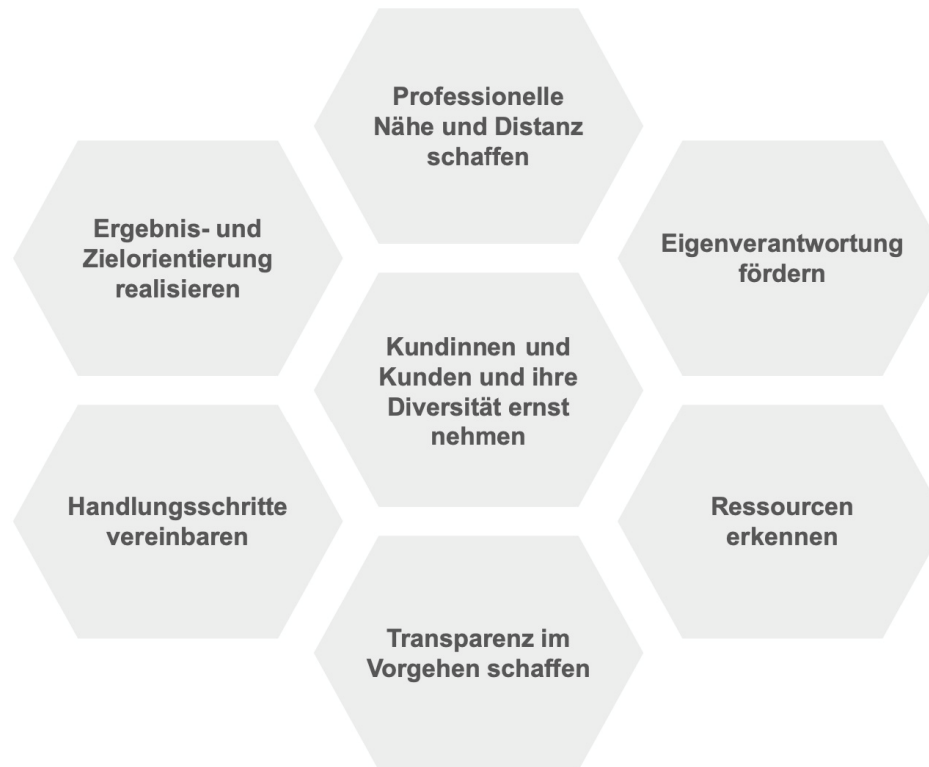 Professionelle
Nähe und Distanz
schaffen
Ergebnis- und
Zielorientierung
realisieren
Eigenverantwortung
fördern
Kundinnen und
Kunden und ihre
Diversität ernst
nehmen
Handlungsschritte
vereinbaren
Ressourcen
erkennen
Transparenz im
Vorgehen schaffen